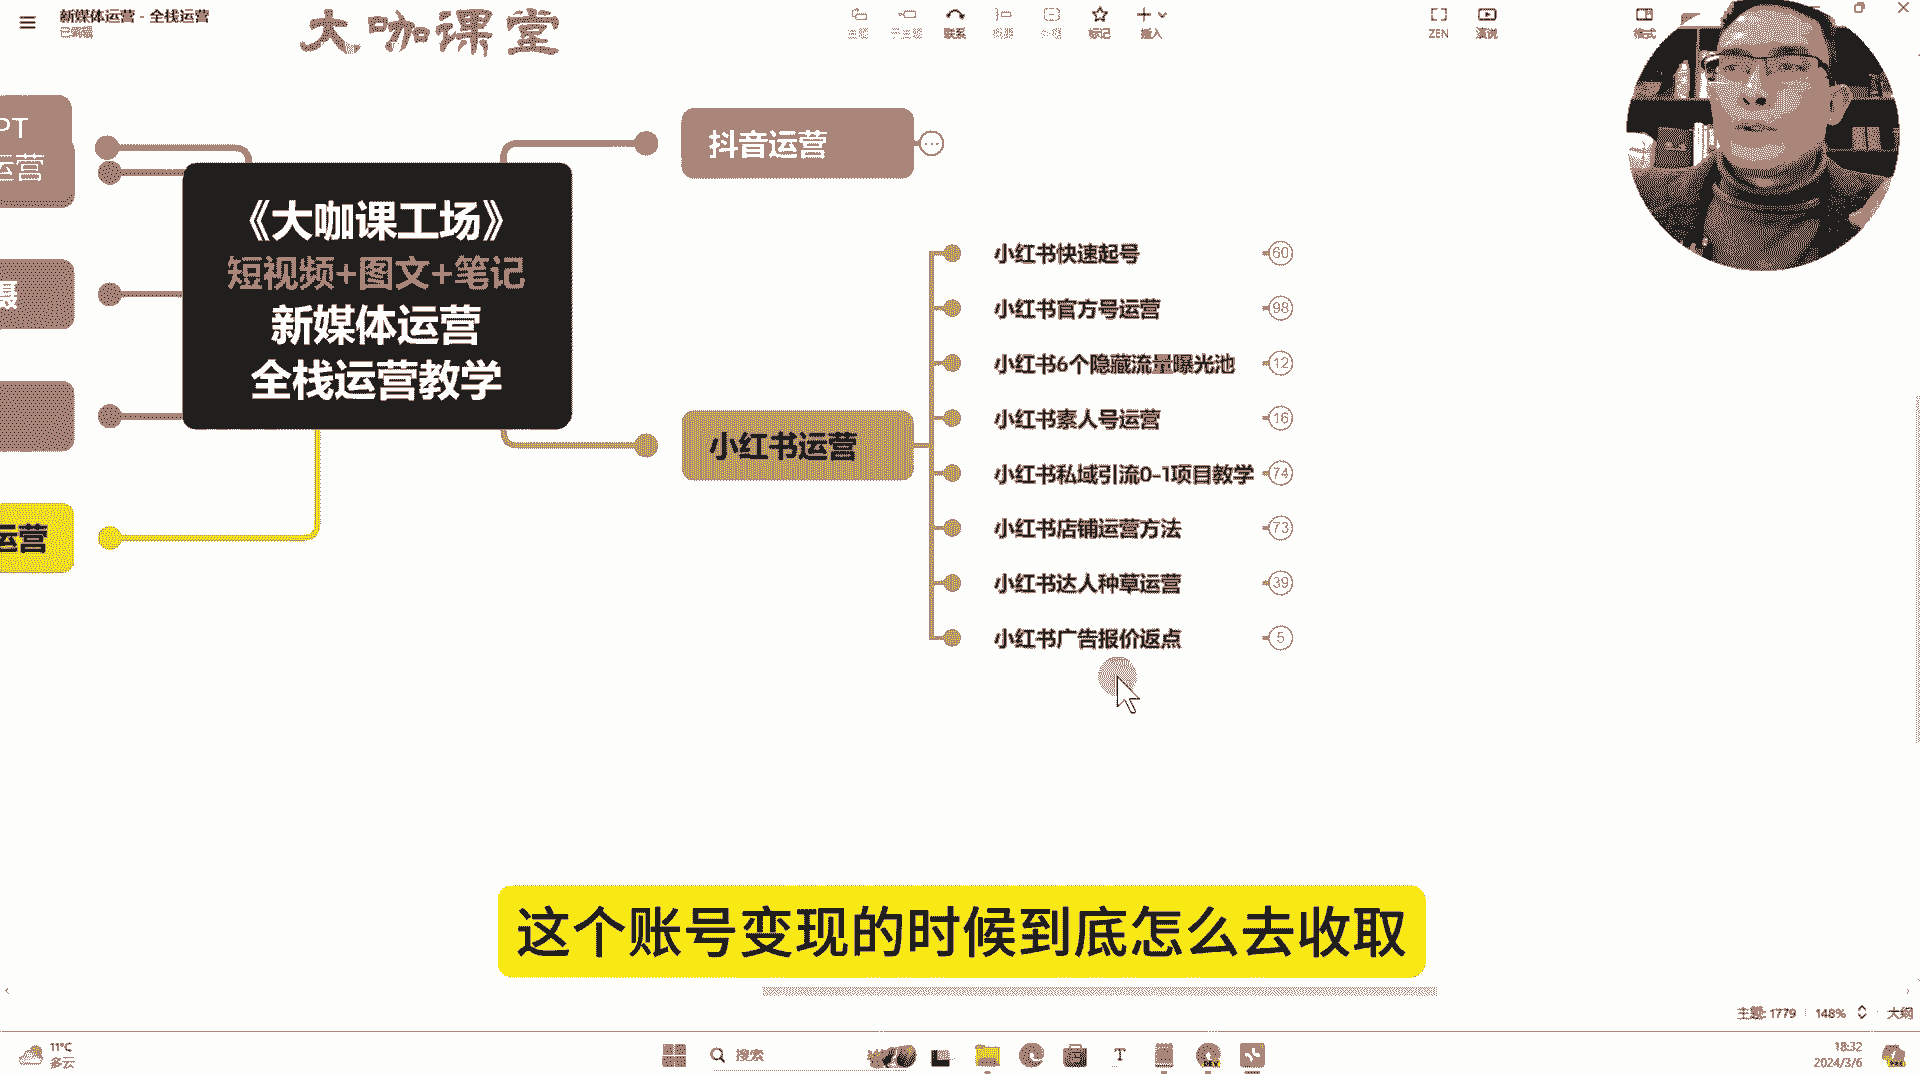 新媒体运营 - 全栈运营
已编辑
大咖课堂
联系
标记
插入
ZEN
演说
格式
PT
运营
摄
运营
《大咖课工场》
短视频+图文+笔记
新媒体运营
全栈运营教学
抖音运营
小红书运营
小红书快速起号 60
小红书官方号运营 98
小红书6个隐藏流量曝光池 12
小红书素人号运营 16
小红书私域引流0-1项目教学 74
小红书店铺运营方法 73
小红书达人种草运营 39
小红书广告报价返点 5
这个账号变现的时候到底怎么去收取
主题: 1779
148%
大纲
11°C
多云
搜索
18:32
2024/3/6